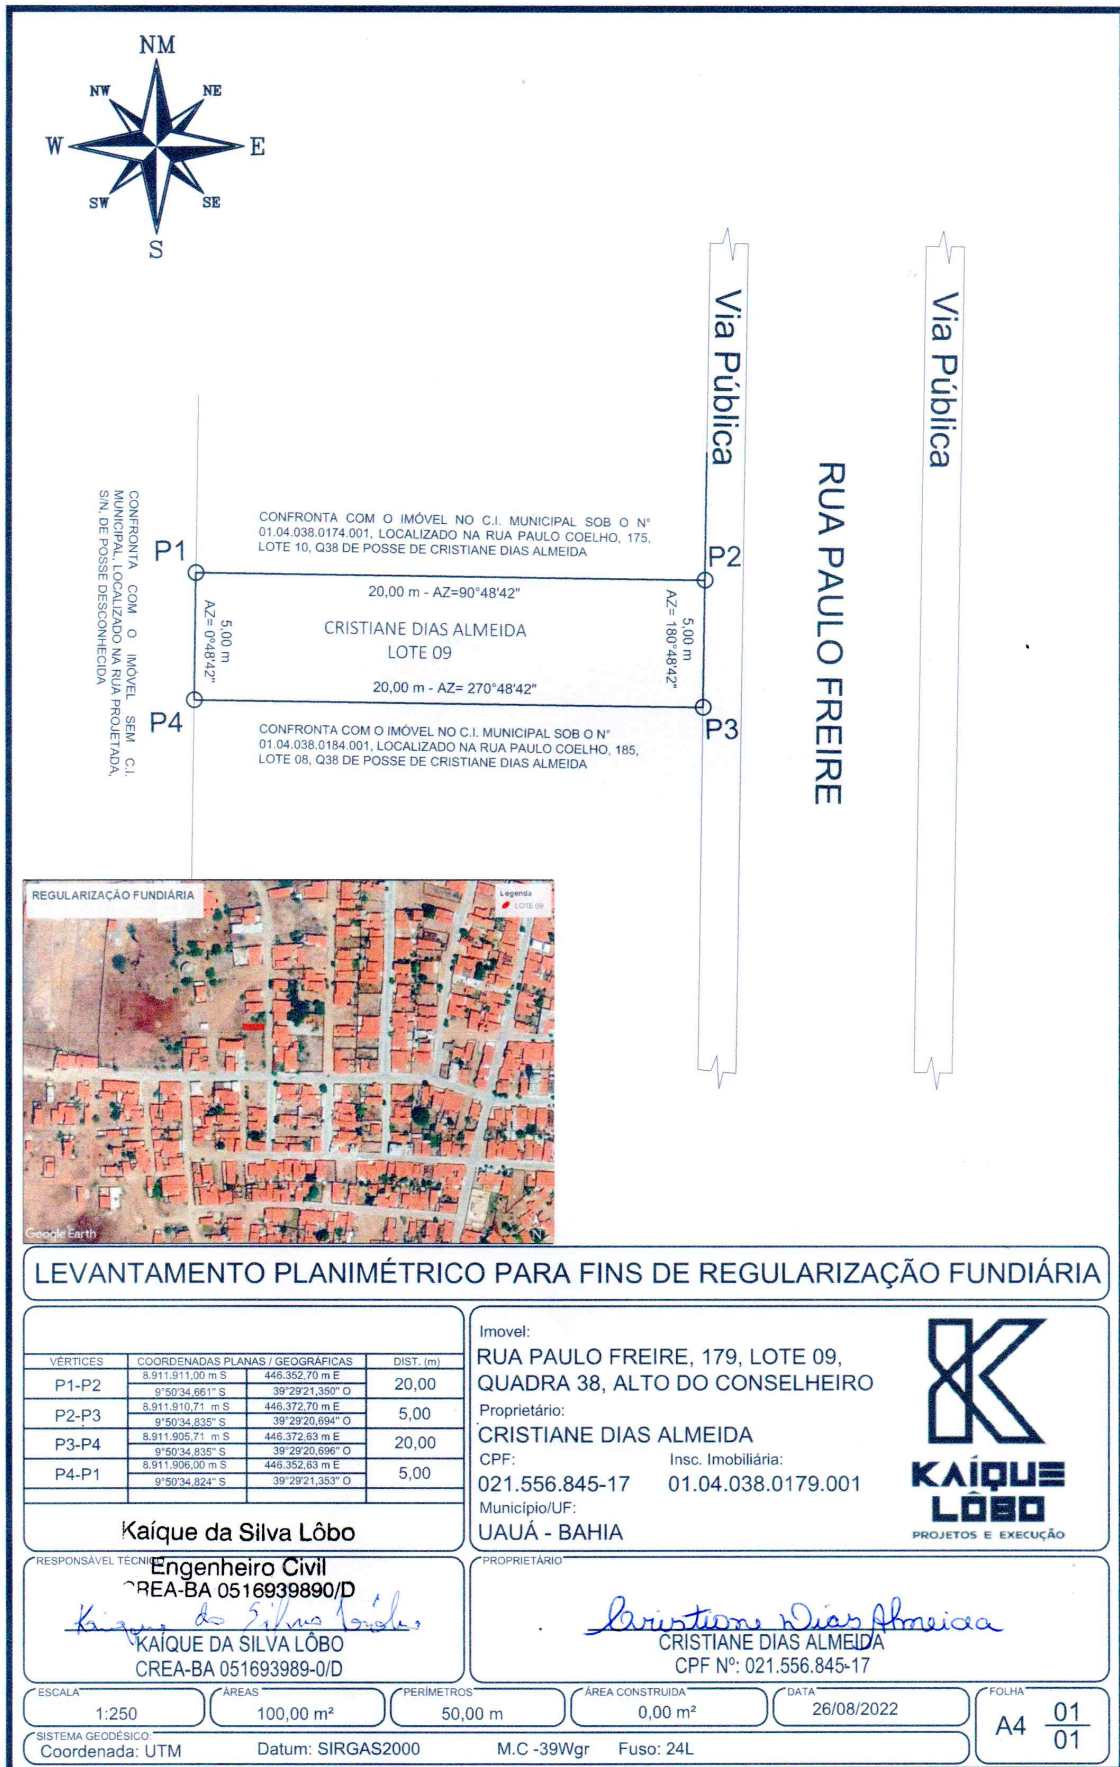 NM
NW
NE
W
E
SW
SE
S
Via Pública
Via Pública
RUA PAULO FREIRE
CONFRONTA COM O IMÓVEL SEM C.I.
MUNICIPAL, LOCALIZADO NA RUA PROJETADA,
S/N, DE POSSE DESCONHECIDA
CONFRONTA COM O IMÓVEL NO C.I. MUNICIPAL SOB O N°
01.04.038.0174.001, LOCALIZADO NA RUA PAULO COELHO, 175,
LOTE 10, Q38 DE POSSE DE CRISTIANE DIAS ALMEIDA
P1
P2
20,00 m - AZ=90°48'42"
5,00 m
AZ= 0°48'42"
CRISTIANE DIAS ALMEIDA
LOTE 09
5,00 m
AZ= 180°48'42"
20,00 m - AZ= 270°48'42"
P4
P3
CONFRONTA COM O IMÓVEL NO C.I. MUNICIPAL SOB O N°
01.04.038.0184.001, LOCALIZADO NA RUA PAULO COELHO, 185,
LOTE 08, Q38 DE POSSE DE CRISTIANE DIAS ALMEIDA
REGULARIZAÇÃO FUNDIÁRIA
Legenda
LOTE 09
Google Earth
N
LEVANTAMENTO PLANIMÉTRICO PARA FINS DE REGULARIZAÇÃO FUNDIÁRIA
VÉRTICES COORDENADAS PLANAS / GEOGRÁFICAS DIST. (m)
P1-P2 8.911.911,00 m S 446.352,70 m E 20,00
9°50'34,661" S 39°29'21,350" O
P2-P3 8.911.910,71 m S 446.372,70 m E 5,00
9°50'34,835" S 39°29'20,694" O
P3-P4 8.911.905,71 m S 446.372,63 m E 20,00
9°50'34,835" S 39°29'20,696" O
P4-P1 8.911.906,00 m S 446.352,63 m E 5,00
9°50'34,824" S 39°29'21,353" O
Imovel:
RUA PAULO FREIRE, 179, LOTE 09,
QUADRA 38, ALTO DO CONSELHEIRO
Proprietário:
CRISTIANE DIAS ALMEIDA
CPF: Insc. Imobiliária:
021.556.845-17 01.04.038.0179.001
Município/UF:
UAUÁ - BAHIA
KAÍQUE
LÔBO
PROJETOS E EXECUÇÃO
Kaíque da Silva Lôbo
RESPONSÁVEL TÉCNICO
Engenheiro Civil
CREA-BA 0516939890/D
Kaique da Silva Lôbo
KAÍQUE DA SILVA LÔBO
CREA-BA 051693989-0/D
PROPRIETÁRIO
Cristiane Dias Almeida
CRISTIANE DIAS ALMEIDA
CPF Nº: 021.556.845-17
ESCALA
1:250
ÁREAS
100,00 m²
PERÍMETROS
50,00 m
ÁREA CONSTRUIDA
0,00 m²
DATA
26/08/2022
FOLHA
A4 01
01
SISTEMA GEODÉSICO:
Coordenada: UTM Datum: SIRGAS2000 M.C -39Wgr Fuso: 24L